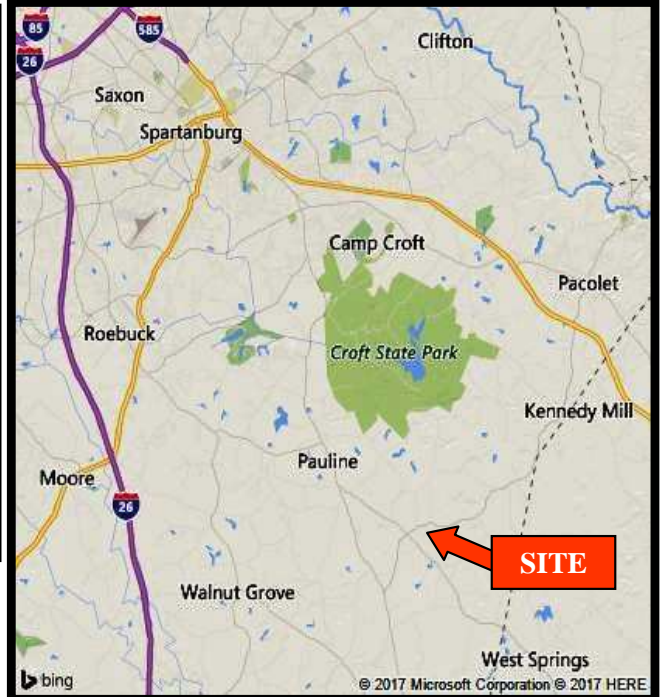 85
585
26
Clifton
Saxon
Spartanburg
Camp Croft
Pacolet
Roebuck
Croft State Park
Kennedy Mill
Pauline
Moore
26
SITE
Walnut Grove
West Springs
bing
© 2017 Microsoft Corporation © 2017 HERE